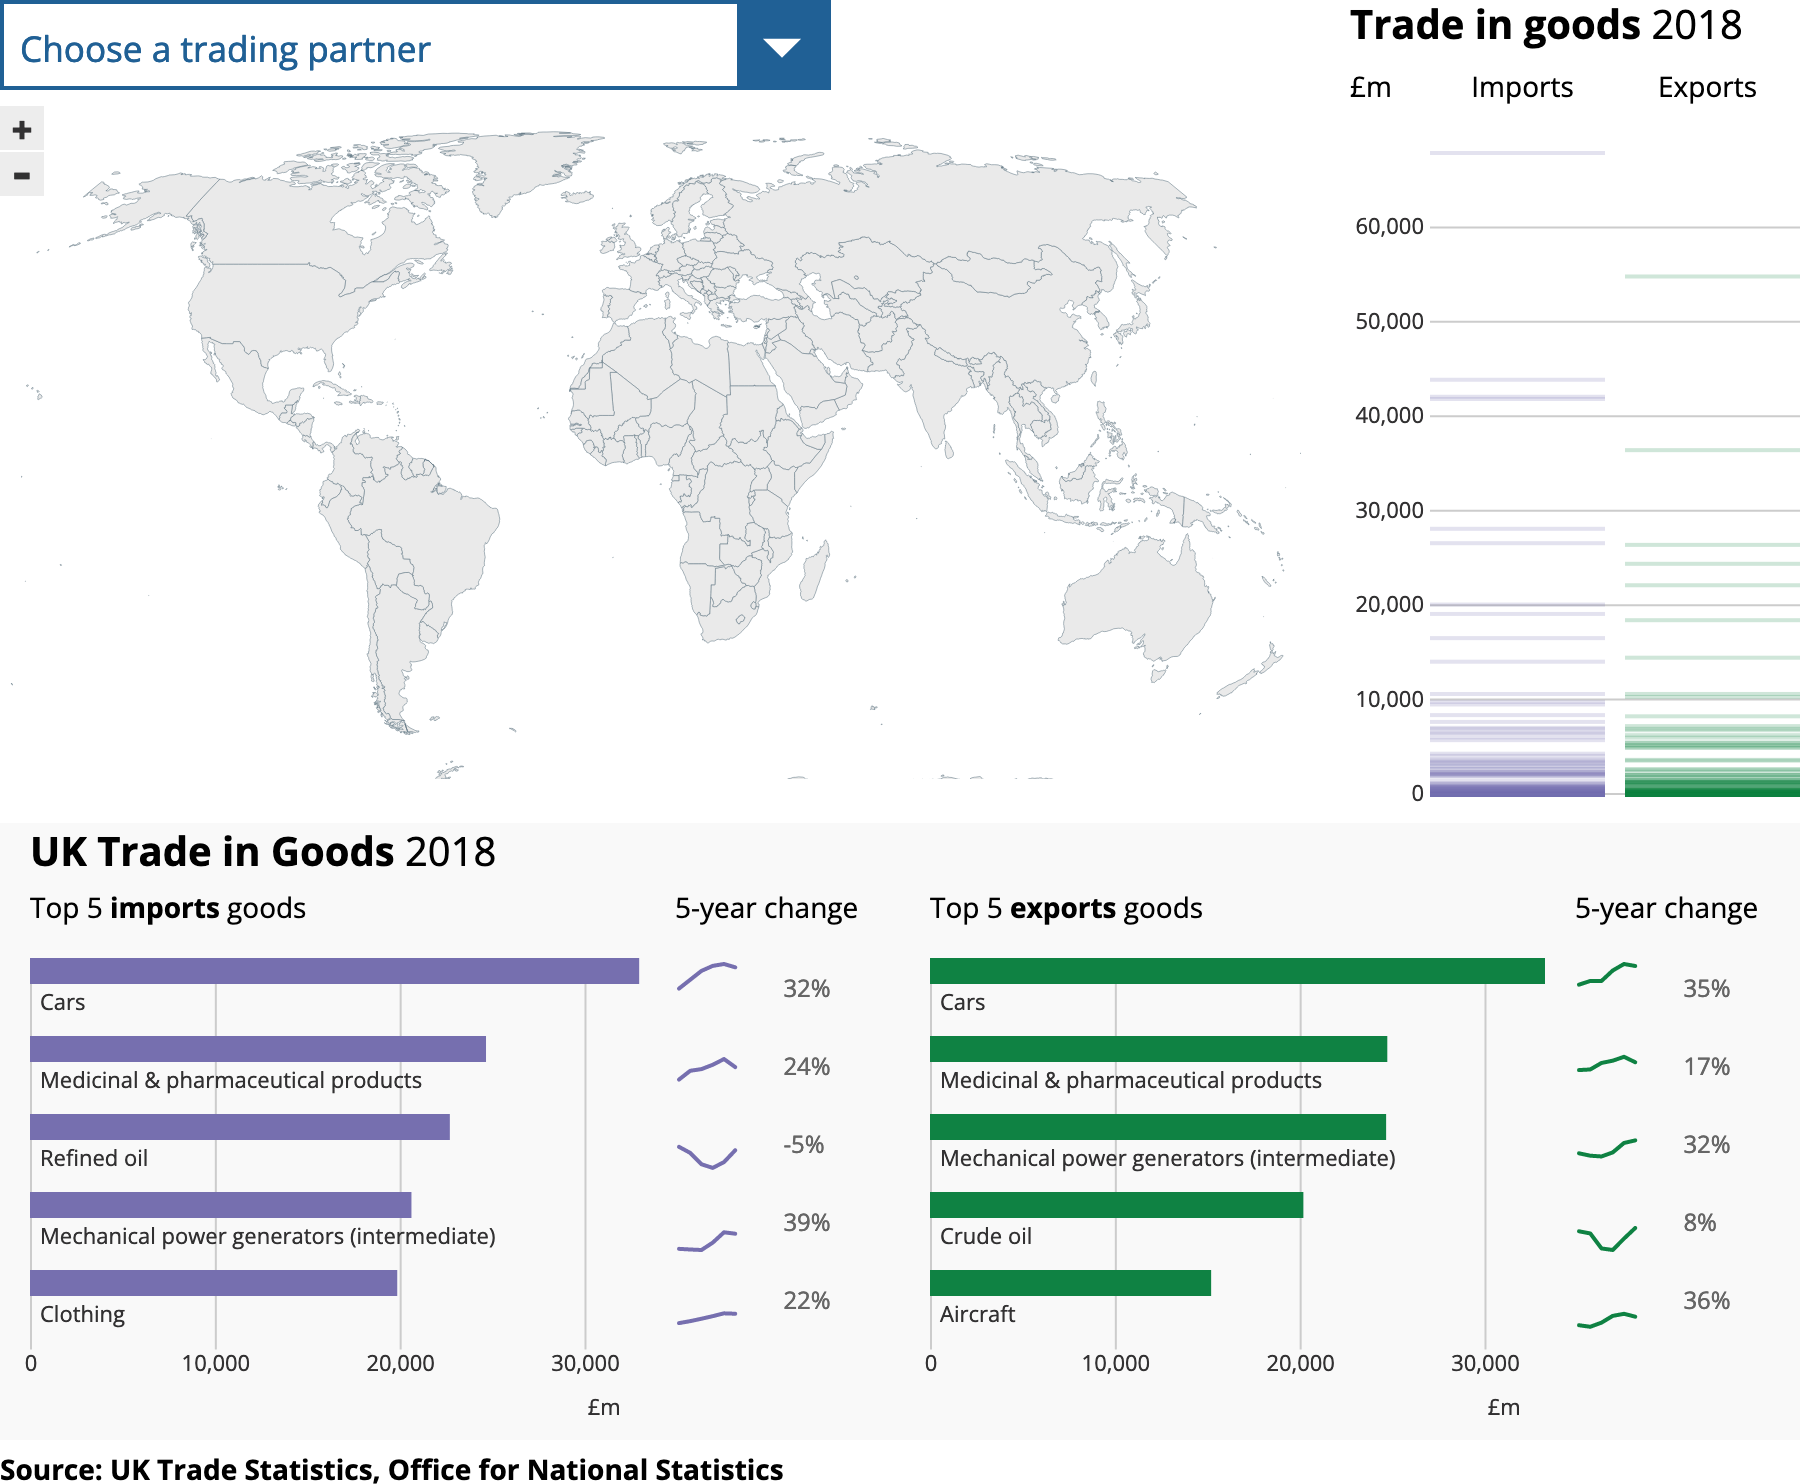 Choose a trading partner
+
-
Trade in goods 2018
£m Imports Exports
60,000
50,000
40,000
30,000
20,000
10,000
0
UK Trade in Goods 2018
Top 5 imports goods
5-year change
Cars
32%
Medicinal & pharmaceutical products
24%
Refined oil
-5%
Mechanical power generators (intermediate)
39%
Clothing
22%
0 10,000 20,000 30,000
£m
Top 5 exports goods
5-year change
Cars
35%
Medicinal & pharmaceutical products
17%
Mechanical power generators (intermediate)
32%
Crude oil
8%
Aircraft
36%
0 10,000 20,000 30,000
£m
Source: UK Trade Statistics, Office for National Statistics